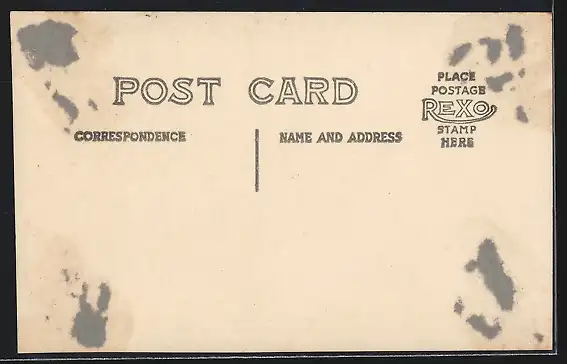 POST CARD
CORRESPONDENCE
NAME AND ADDRESS
PLACE
POSTAGE
REXO
STAMP
HERE